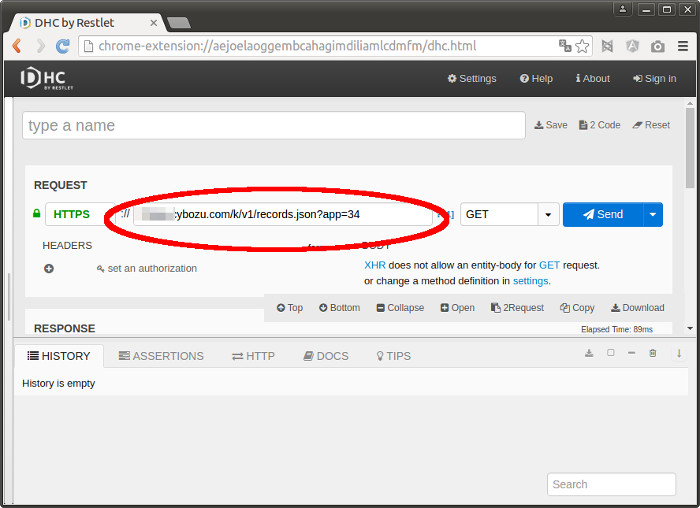 DHC by Restlet
chrome-extension://aejoelaoggembcahagimdiliamlcdmfm/dhc.html
DHC
BY RESTLET
Settings Help About Sign in
type a name
Save 2 Code Reset
REQUEST
HTTPS :// cybozu.com/k/v1/records.json?app=34 GET Send
HEADERS BODY
set an authorization
XHR does not allow an entity-body for GET request.
or change a method definition in settings.
Top Bottom Collapse Open 2Request Copy Download
RESPONSE Elapsed Time: 89ms
HISTORY ASSERTIONS HTTP DOCS TIPS
History is empty
Search